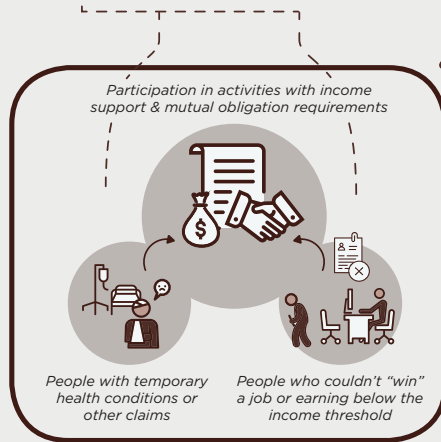 Participation in activities with income
support & mutual obligation requirements
$
People with temporary
health conditions or
other claims
People who couldn’t “win”
a job or earning below the
income threshold